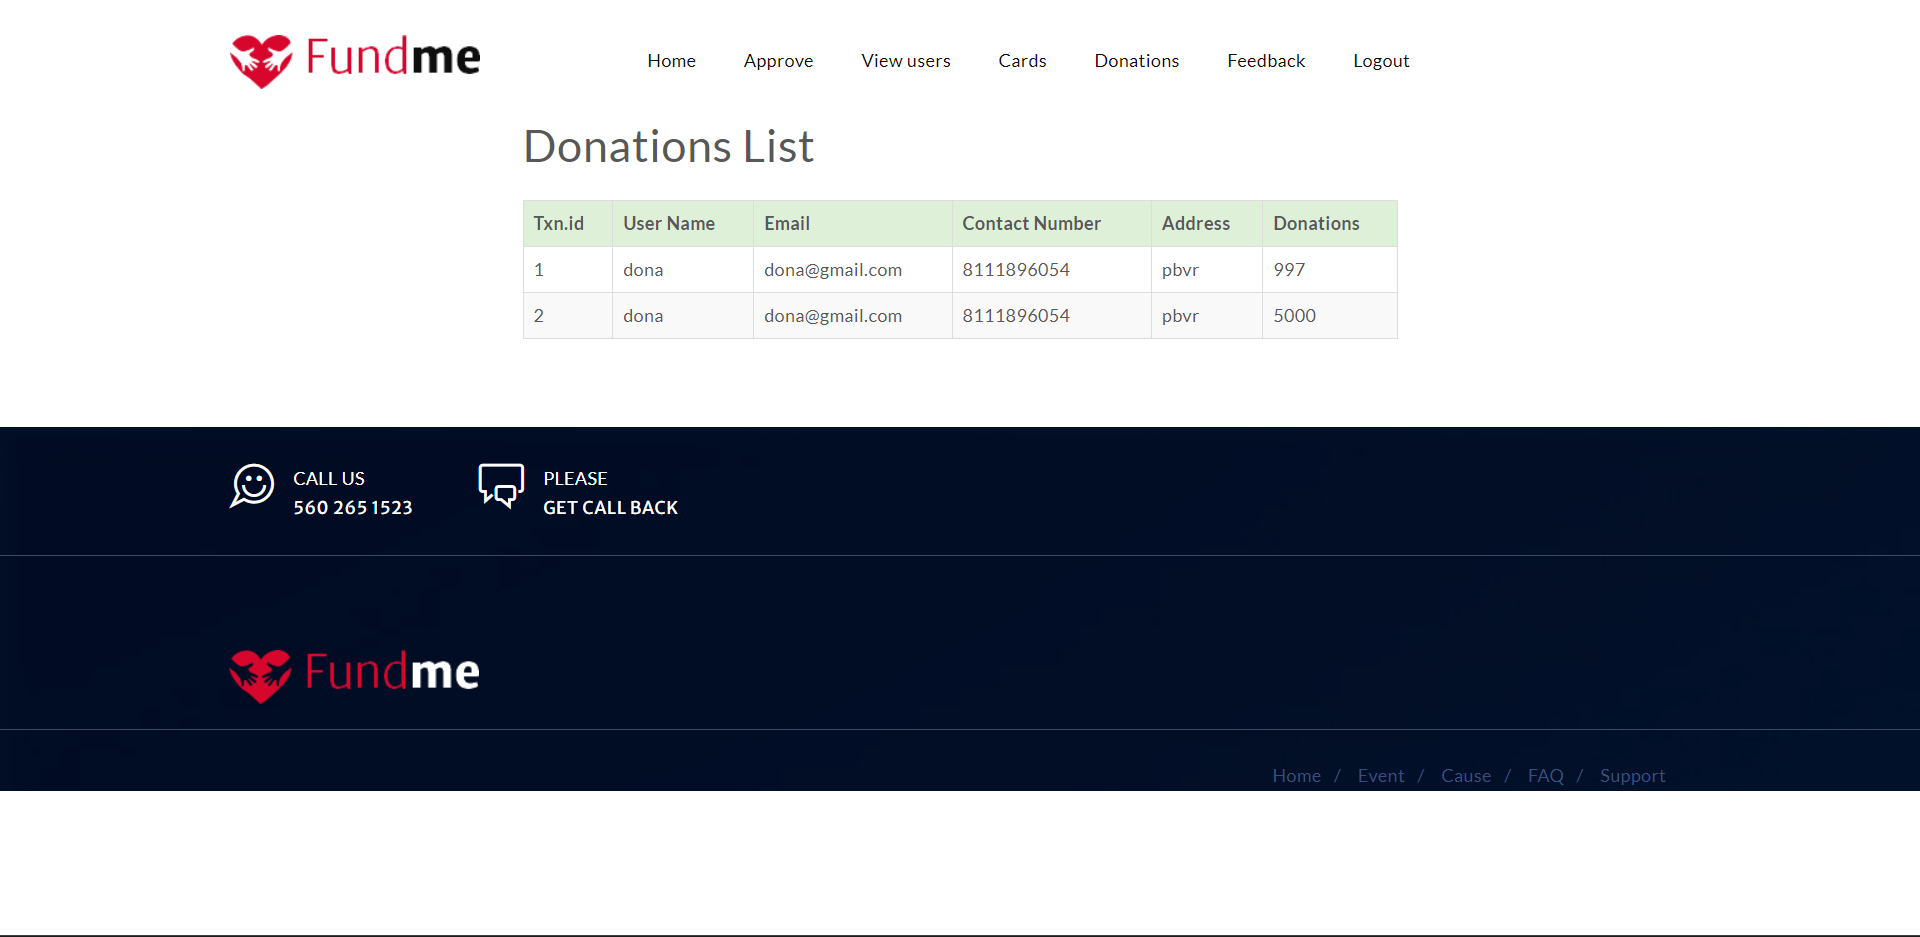 Fundme
Home Approve View users Cards Donations Feedback Logout
Donations List
Txn.id User Name Email Contact Number Address Donations
1 dona dona@gmail.com 8111896054 pbvr 997
2 dona dona@gmail.com 8111896054 pbvr 5000
CALL US
560 265 1523
PLEASE
GET CALL BACK
Fundme
Home / Event / Cause / FAQ / Support